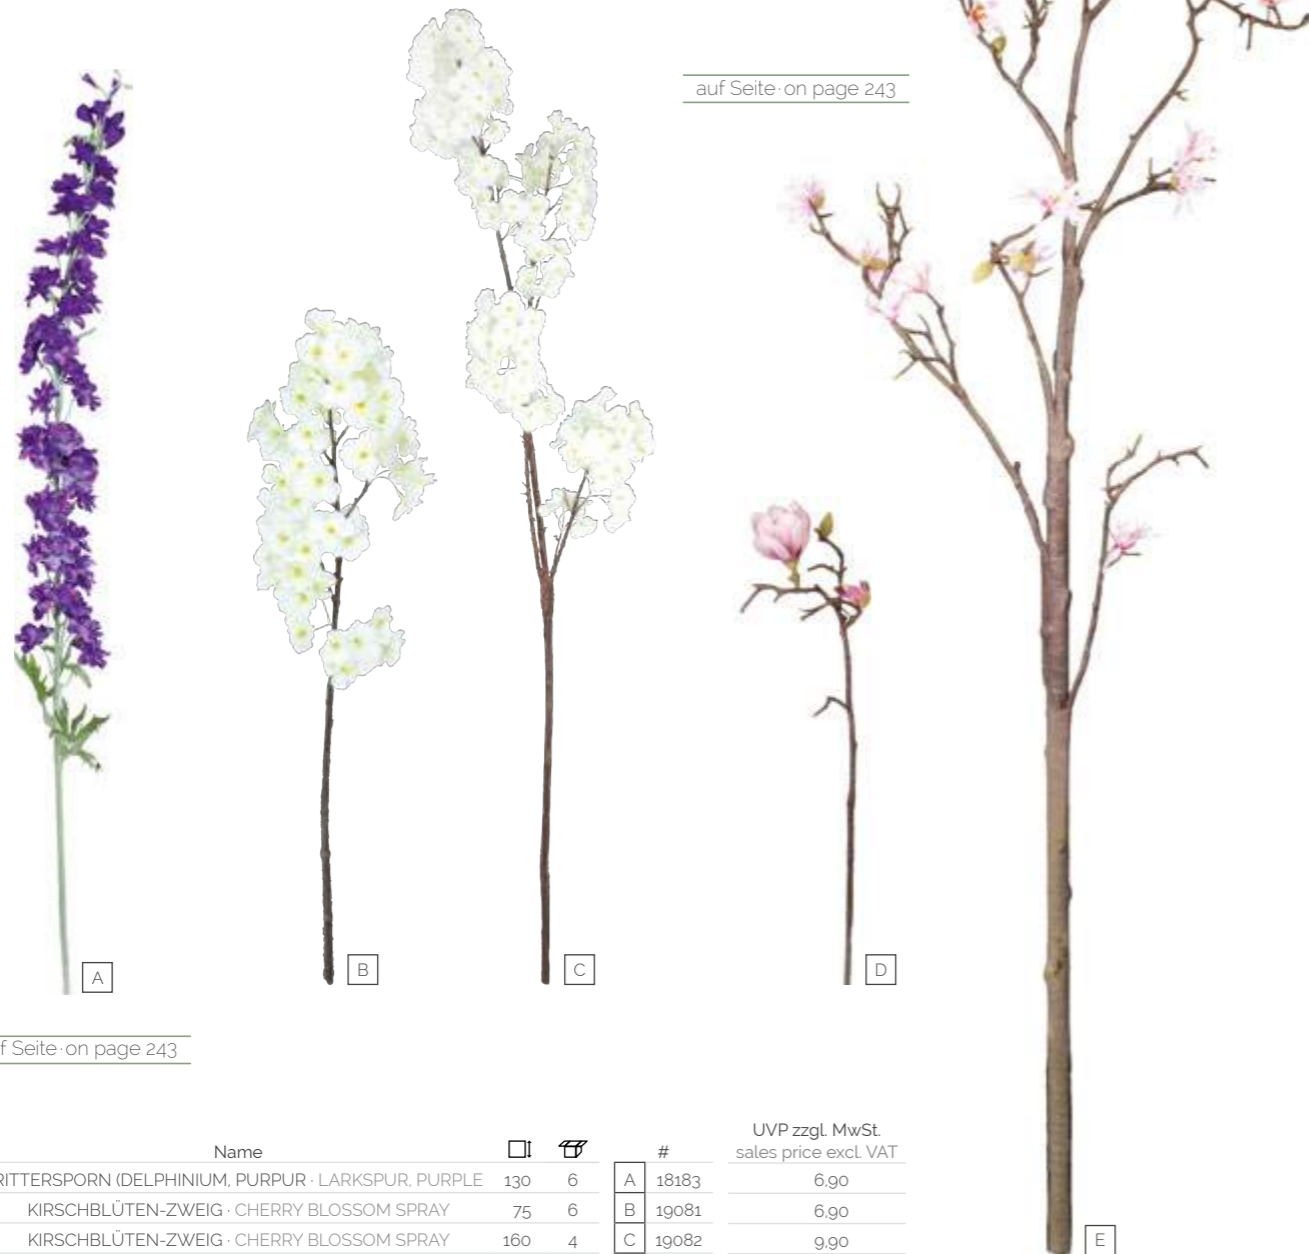 auf Seite · on page 243
A
B
C
D
f Seite · on page 243
Name # UVP zzgl. MwSt.
sales price excl. VAT
RITTERSPORN (DELPHINIUM, PURPUR · LARKSPUR, PURPLE 130 6 A 18183 6,90
KIRSCHBLÜTEN-ZWEIG · CHERRY BLOSSOM SPRAY 75 6 B 19081 6,90
KIRSCHBLÜTEN-ZWEIG · CHERRY BLOSSOM SPRAY 160 4 C 19082 9,90
E